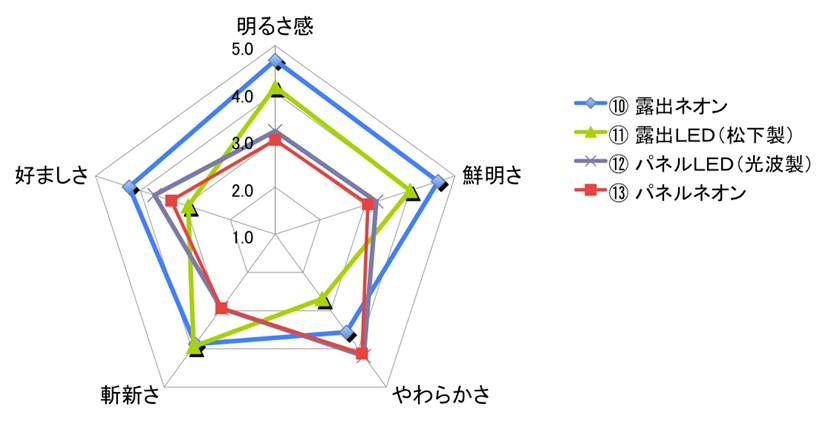 明るさ感
5.0
4.0
3.0
2.0
1.0
鮮明さ
やわらかさ
斬新さ
好ましさ
⑩ 露出ネオン
⑪ 露出LED（松下製）
⑫ パネルLED（光波製）
⑬ パネルネオン